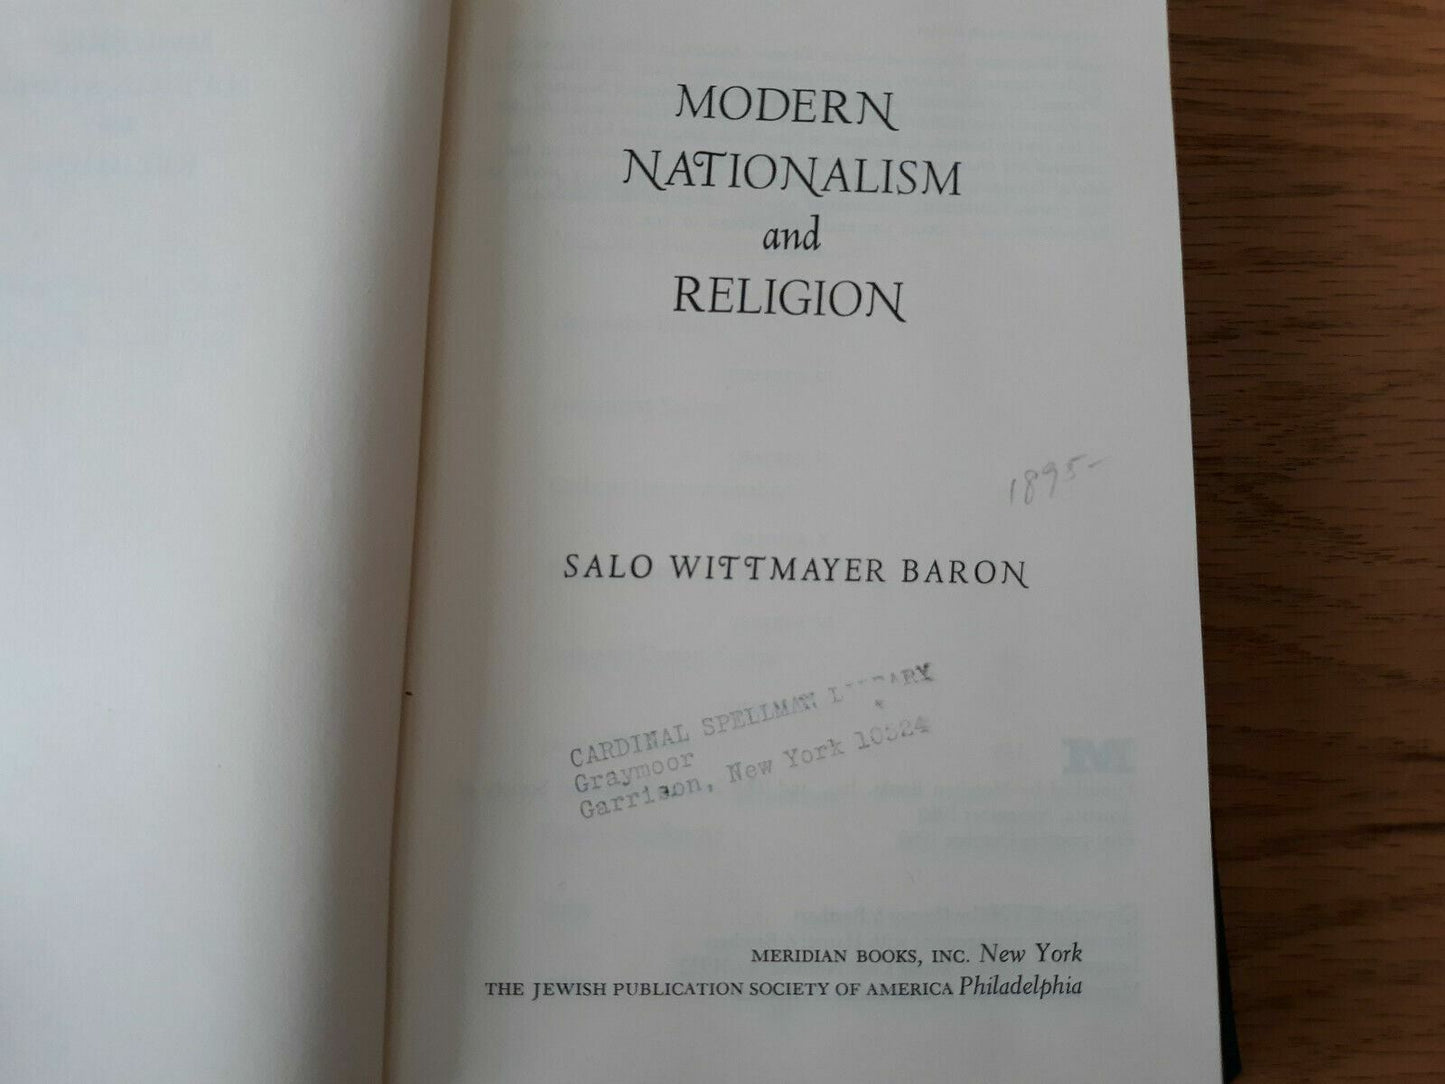 MODERN
NATIONALISM
and
RELIGION
1895-
SALO WITTMAYER BARON
CARDINAL SPELLMAN
Graymoor
Garrison, New York 10524
MERIDIAN BOOKS, INC. New York
THE JEWISH PUBLICATION SOCIETY OF AMERICA Philadelphia